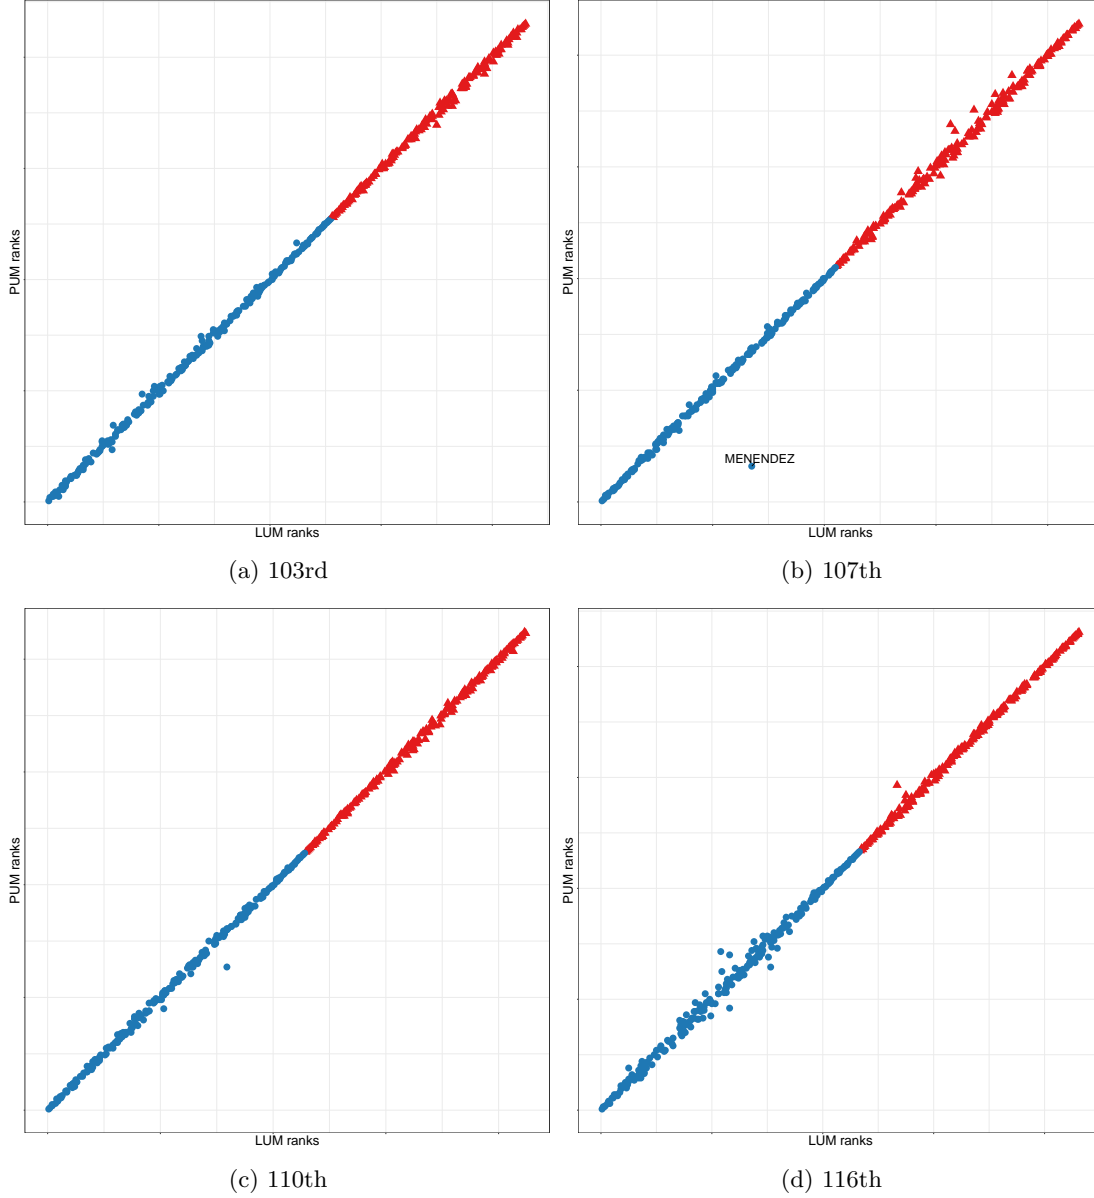 PUM ranks
LUM ranks
(a) 103rd
PUM ranks
MENENDEZ
LUM ranks
(b) 107th
PUM ranks
LUM ranks
(c) 110th
PUM ranks
LUM ranks
(d) 116th